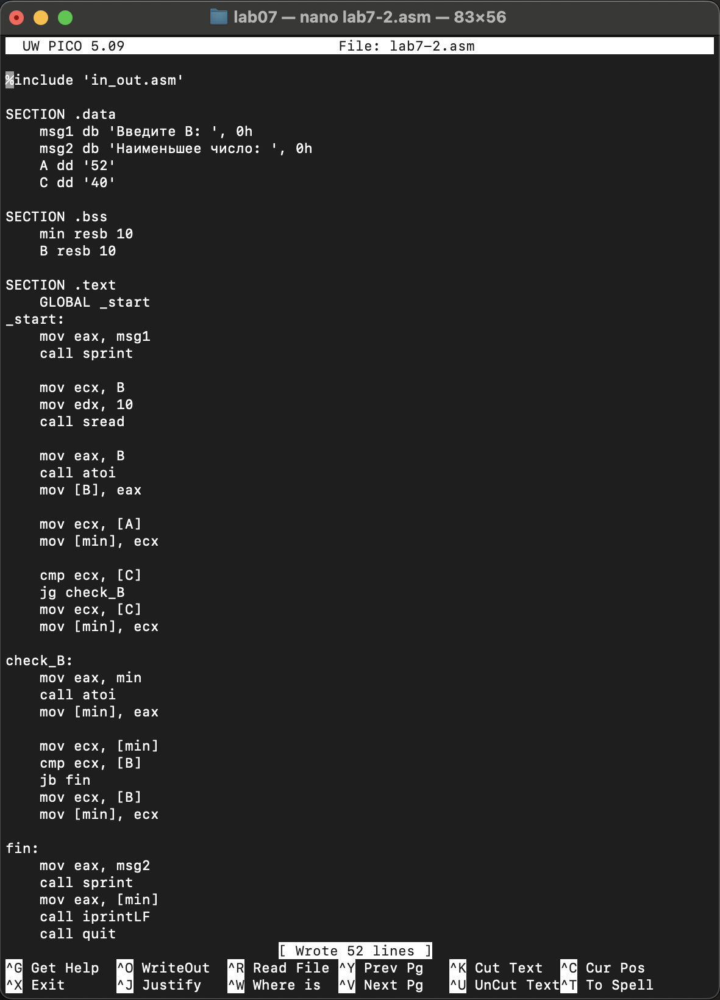 lab07 — nano lab7-2.asm — 83×56
UW PICO 5.09 File: lab7-2.asm
%include 'in_out.asm'
SECTION .data
msg1 db 'Введите B: ', 0h
msg2 db 'Наименьшее число: ', 0h
A dd '52'
C dd '40'
SECTION .bss
min resb 10
B resb 10
SECTION .text
GLOBAL _start
_start:
mov eax, msg1
call sprint
mov ecx, B
mov edx, 10
call sread
mov eax, B
call atoi
mov [B], eax
mov ecx, [A]
mov [min], ecx
cmp ecx, [C]
jg check_B
mov ecx, [C]
mov [min], ecx
check_B:
mov eax, min
call atoi
mov [min], eax
mov ecx, [min]
cmp ecx, [B]
jb fin
mov ecx, [B]
mov [min], ecx
fin:
mov eax, msg2
call sprint
mov eax, [min]
call iprintLF
call quit
[ Wrote 52 lines ]
^G Get Help ^O WriteOut ^R Read File ^Y Prev Pg ^K Cut Text ^C Cur Pos
^X Exit ^J Justify ^W Where is ^V Next Pg ^U UnCut Text ^T To Spell